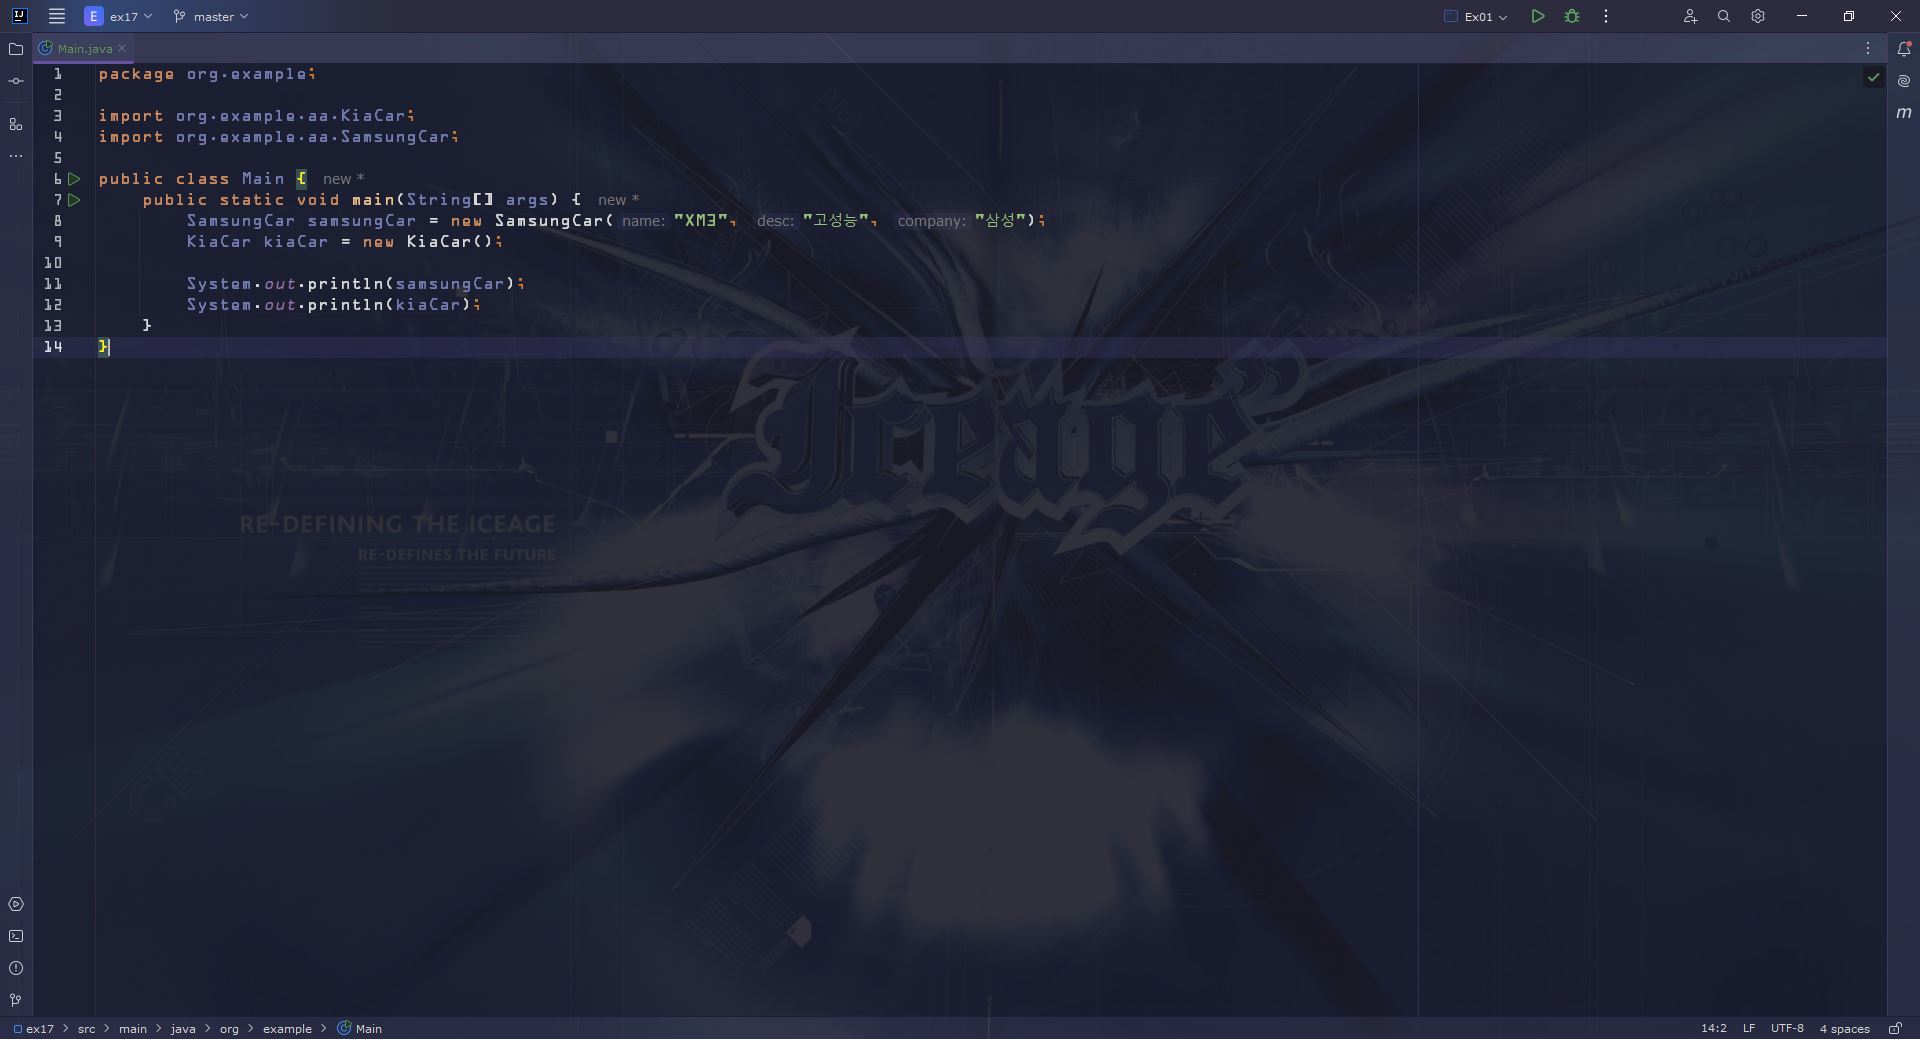 ex17
master
Ex01
Main.java
1 package org.example;
2
3 import org.example.aa.KiaCar;
4 import org.example.aa.SamsungCar;
5
6 public class Main { new *
7 public static void main(String[] args) { new *
8 SamsungCar samsungCar = new SamsungCar( name: "XM3", desc: "고성능", company: "삼성");
9 KiaCar kiaCar = new KiaCar();
10
11 System.out.println(samsungCar);
12 System.out.println(kiaCar);
13 }
14 }
Iceage
RE-DEFINING THE ICEAGE
RE-DEFINES THE FUTURE
ex17 > src > main > java > org > example > Main
14:2 LF UTF-8 4 spaces